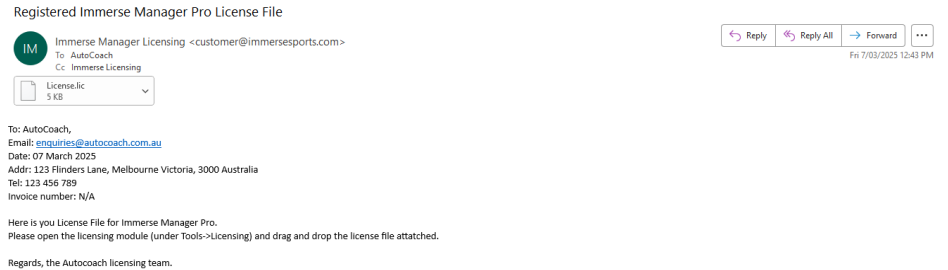 Registered Immerse Manager Pro License File
IM
Immerse Manager Licensing <customer@immersesports.com>
To AutoCoach
Cc Immerse Licensing
Reply
Reply All
Forward
Fri 7/03/2025 12:43 PM
License.lic
5 KB
To: AutoCoach,
Email: enquiries@autocoach.com.au
Date: 07 March 2025
Addr: 123 Flinders Lane, Melbourne Victoria, 3000 Australia
Tel: 123 456 789
Invoice number: N/A
Here is you License File for Immerse Manager Pro.
Please open the licensing module (under Tools->Licensing) and drag and drop the license file attatched.
Regards, the Autocoach licensing team.